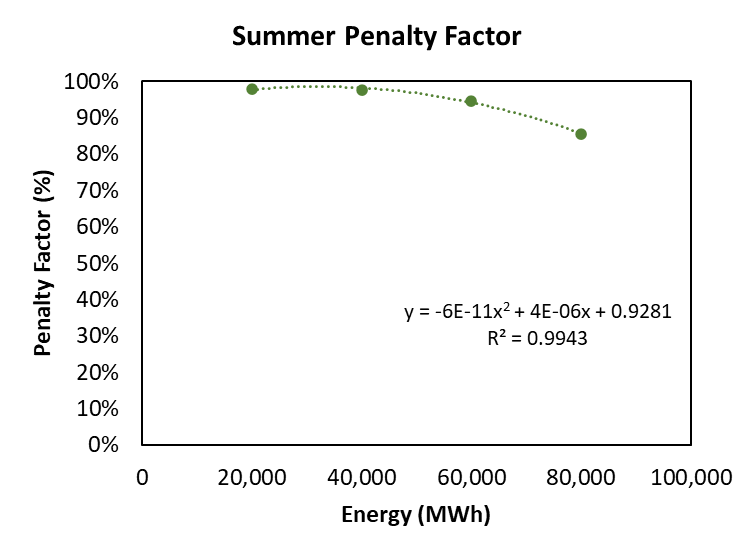 Summer Penalty Factor
100%
90%
80%
70%
60%
50%
40%
30%
20%
10%
0%
Penalty Factor (%)
y = -6E-11x² + 4E-06x + 0.9281
R² = 0.9943
0 20,000 40,000 60,000 80,000 100,000
Energy (MWh)